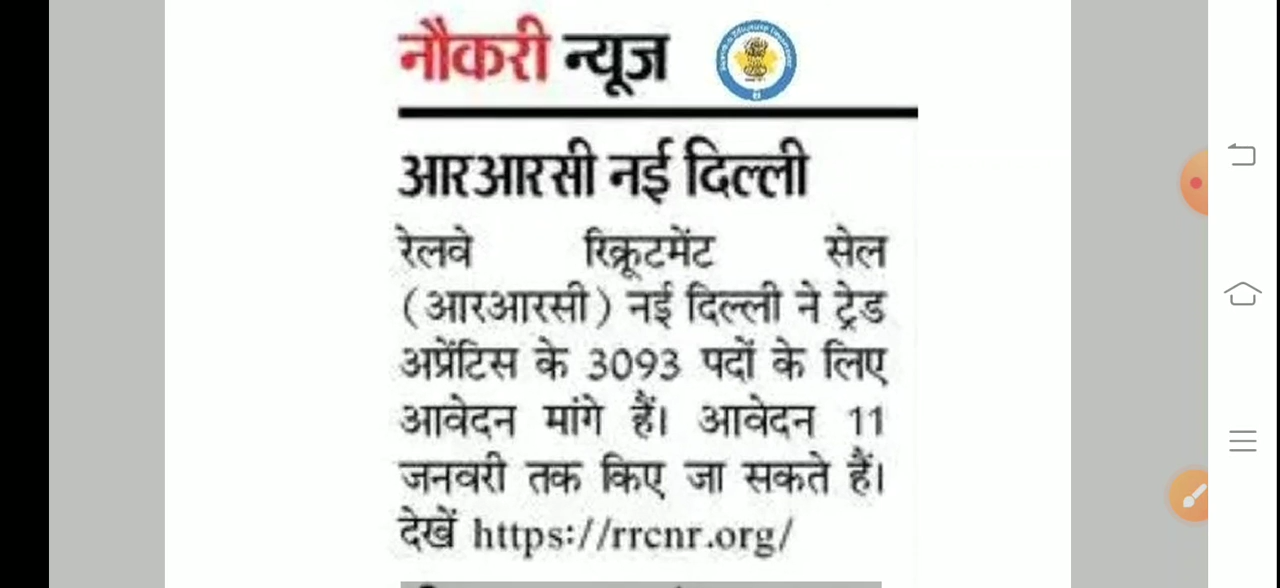 नौकरी न्यूज
आरआरसी नई दिल्ली
रेलवे रिक्रूटमेंट सेल
(आरआरसी) नई दिल्ली ने ट्रेड
अप्रेंटिस के 3093 पदों के लिए
आवेदन मांगे हैं। आवेदन 11
जनवरी तक किए जा सकते हैं।
देखें https://rrcnr.org/